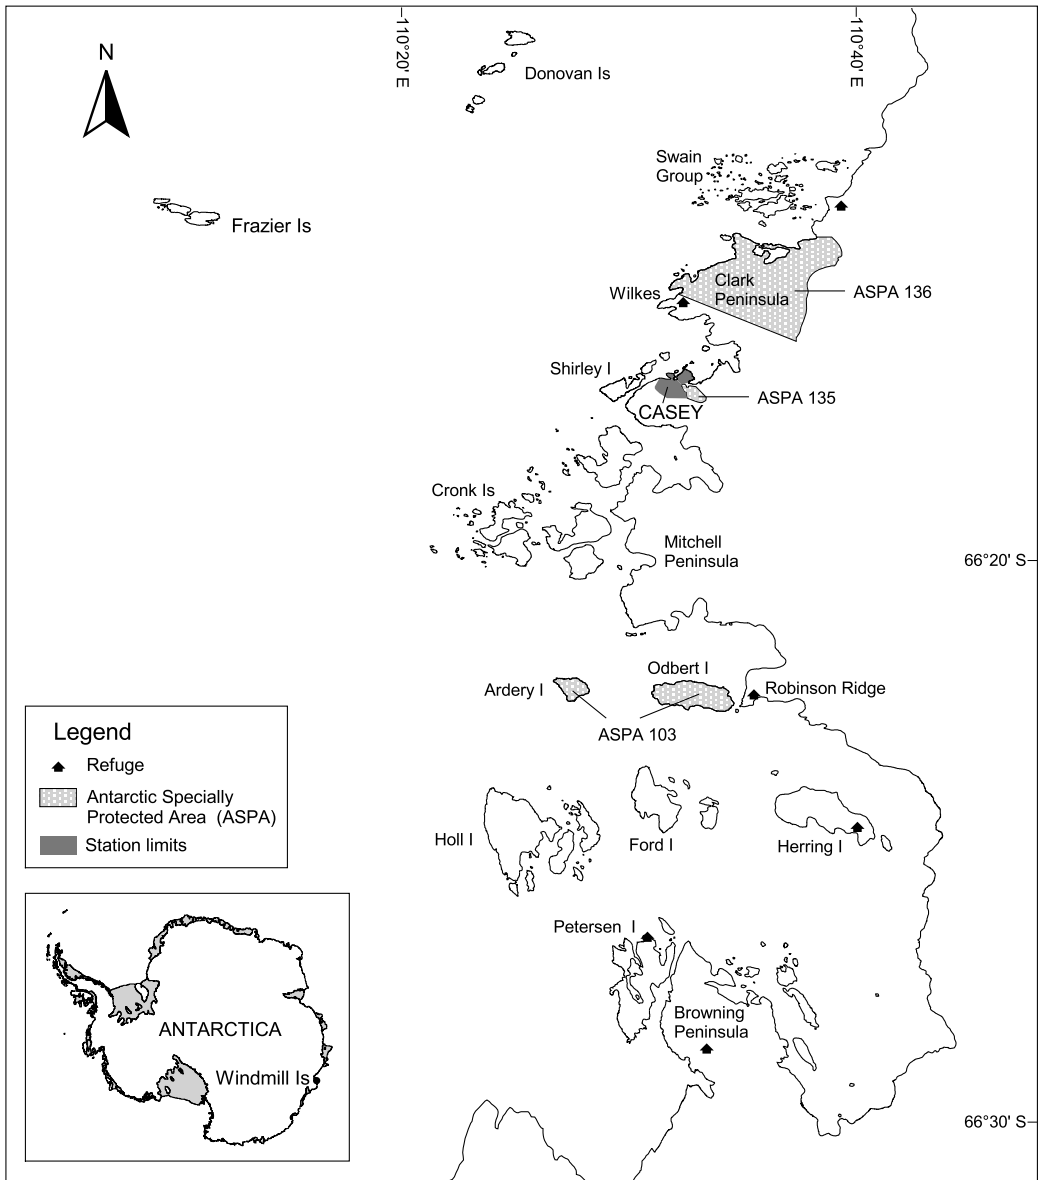 110°20' E
110°40' E
N
Donovan Is
Swain
Group
Frazier Is
Clark
Peninsula
ASPA 136
Wilkes
Shirley I
ASPA 135
CASEY
Cronk Is
Mitchell
Peninsula
66°20' S
Odbert I
Ardery I
Robinson Ridge
ASPA 103
Legend
Refuge
Antarctic Specially
Protected Area (ASPA)
Station limits
Holl I
Ford I
Herring I
Petersen I
Browning
Peninsula
ANTARCTICA
Windmill Is
66°30' S